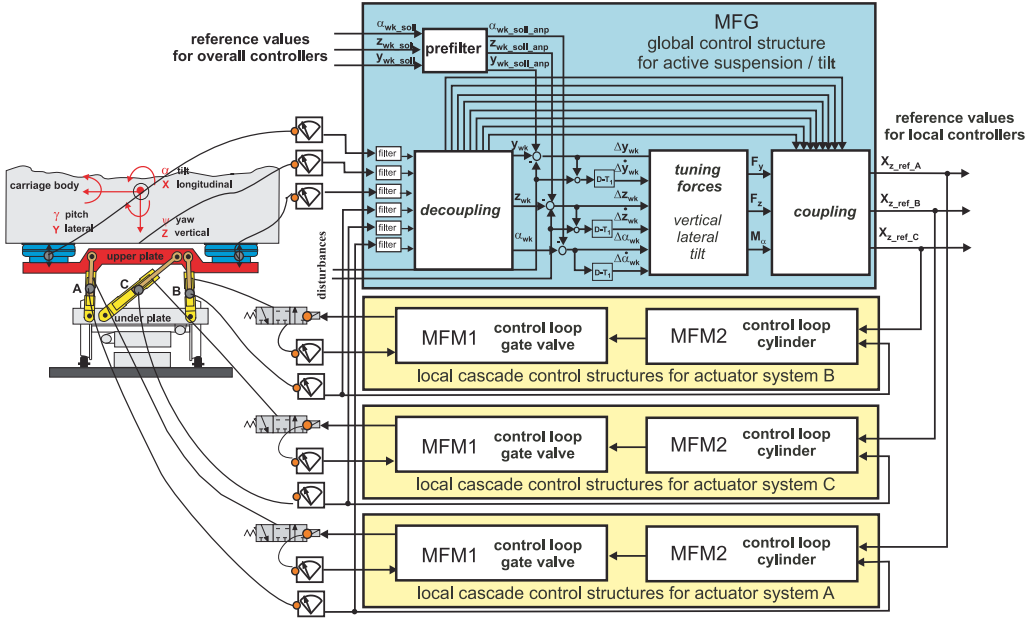 α_wk_soll
z_wk_soll
y_wk_soll
reference values
for overall controllers
prefilter
α_wk_soll_anp
z_wk_soll_anp
y_wk_soll_anp
MFG
global control structure
for active suspension / tilt
reference values
for local controllers
filter
filter
filter
filter
filter
filter
decoupling
y_wk
z_wk
α_wk
-
-
-
D-T₁
D-T₁
D-T₁
Δy_wk
Δẏ_wk
Δz_wk
Δż_wk
Δα_wk
Δα̇_wk
tuning
forces
vertical
lateral
tilt
F_y
F_z
M_α
coupling
X_z_ref_A
X_z_ref_B
X_z_ref_C
disturbances
carriage body
α tilt
X longitudinal
γ pitch
Y lateral
ψ yaw
Z vertical
upper plate
A
C
B
under plate
MFM1
control loop
gate valve
MFM2
control loop
cylinder
local cascade control structures for actuator system B
MFM1
control loop
gate valve
MFM2
control loop
cylinder
local cascade control structures for actuator system C
MFM1
control loop
gate valve
MFM2
control loop
cylinder
local cascade control structures for actuator system A